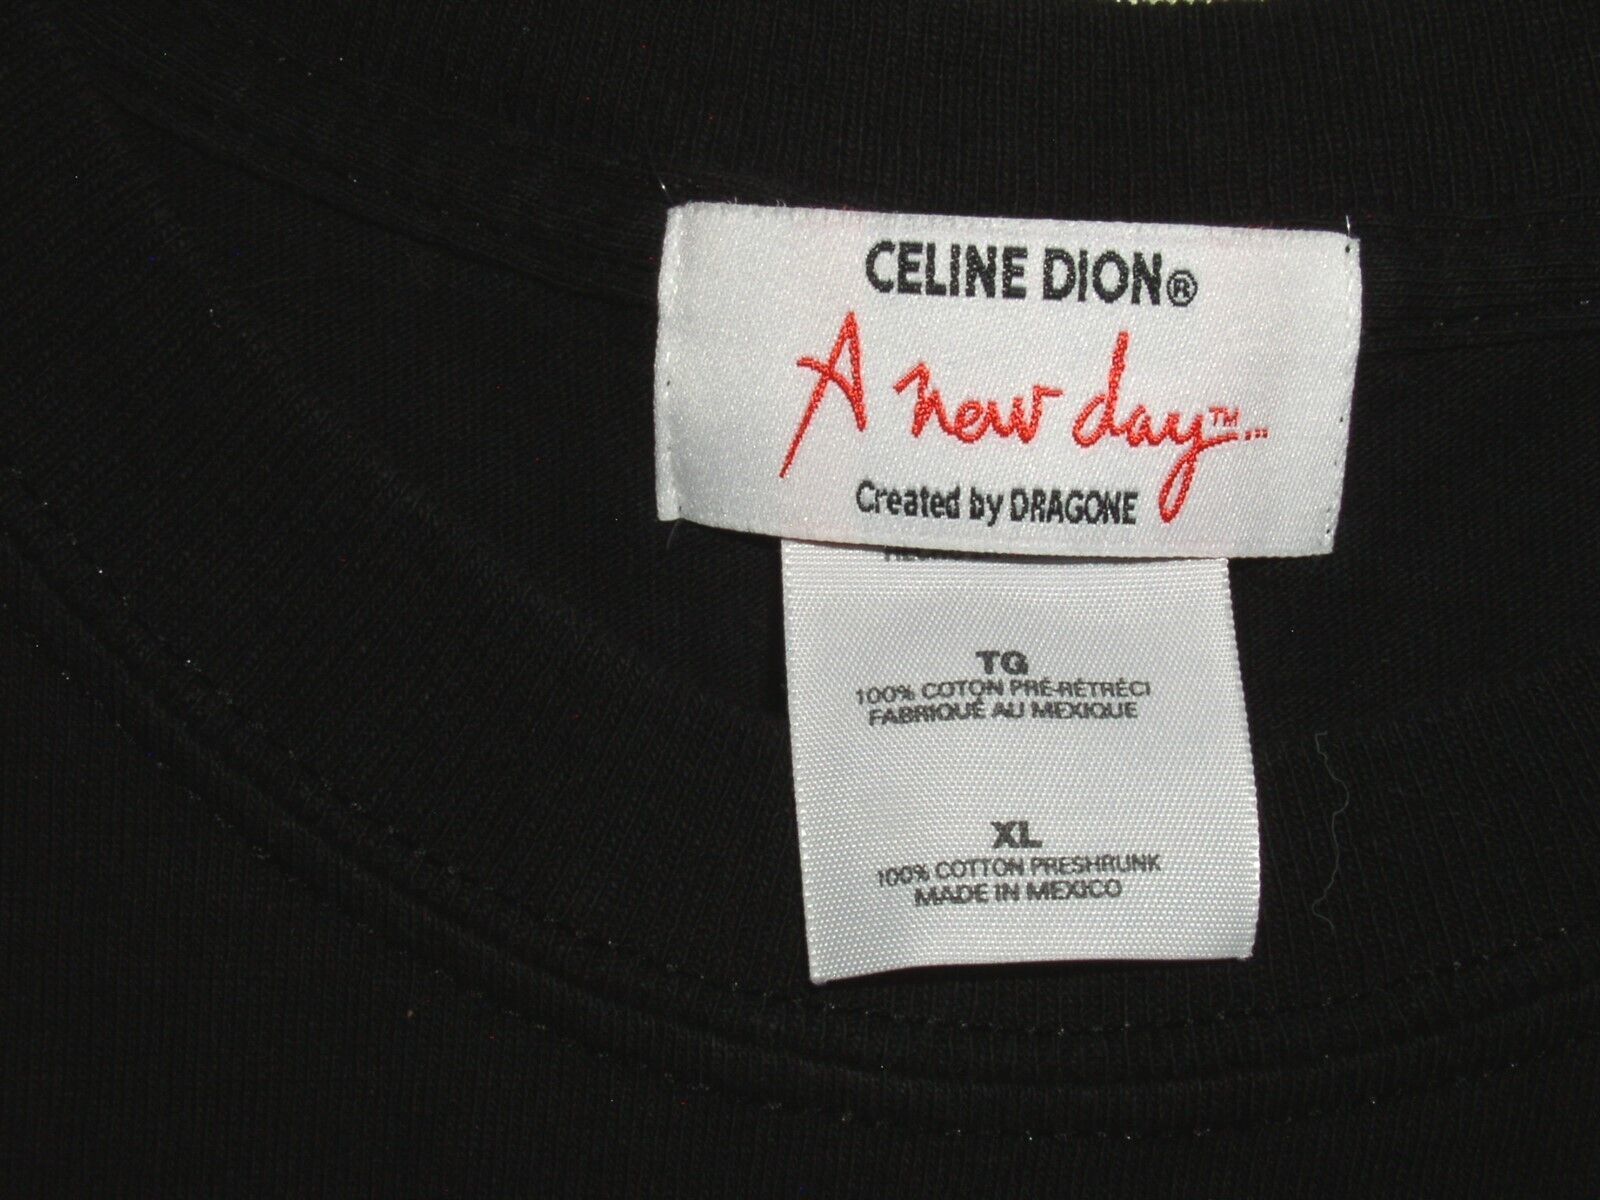 CELINE DION®
A new day™...
Created by DRAGONE
TG
100% COTON PRÉ-RÉTRÉCI
FABRIQUÉ AU MEXIQUE
XL
100% COTTON PRESHRUNK
MADE IN MEXICO